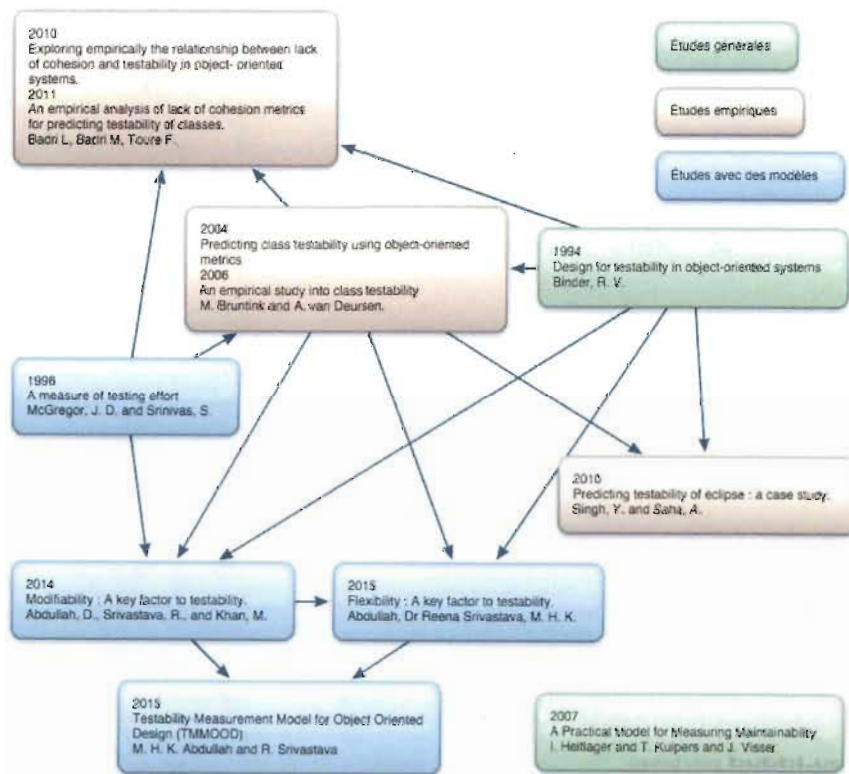 2010
Exploring empirically the relationship between lack
of cohesion and testability in object- oriented
systems.
2011
An empirical analysis of lack of cohesion metrics
for predicting testability of classes.
Badri L, Badri M, Toure F.
Études générales
Études empiriques
Études avec des modèles
2004
Predicting class testability using object-oriented
metrics
2006
An empirical study into class testability
M. Bruntink and A. van Deursen.
1994
Design for testability in object-oriented systems
Binder, R. V.
1996
A measure of testing effort
McGregor, J. D. and Srinivas, S.
2010
Predicting testability of eclipse : a case study.
Singh, Y. and Saha, A.
2014
Modifiability : A key factor to testability.
Abdullah, D., Srivastava, R., and Khan, M.
2015
Flexibility : A key factor to testability.
Abdullah, Dr Reena Srivastava, M. H. K.
2015
Testability Measurement Model for Object Oriented
Design (TMMOOD)
M. H. K. Abdullah and R. Srivastava
2007
A Practical Model for Measuring Maintainability
I. Heitlager and T. Kuipers and J. Visser